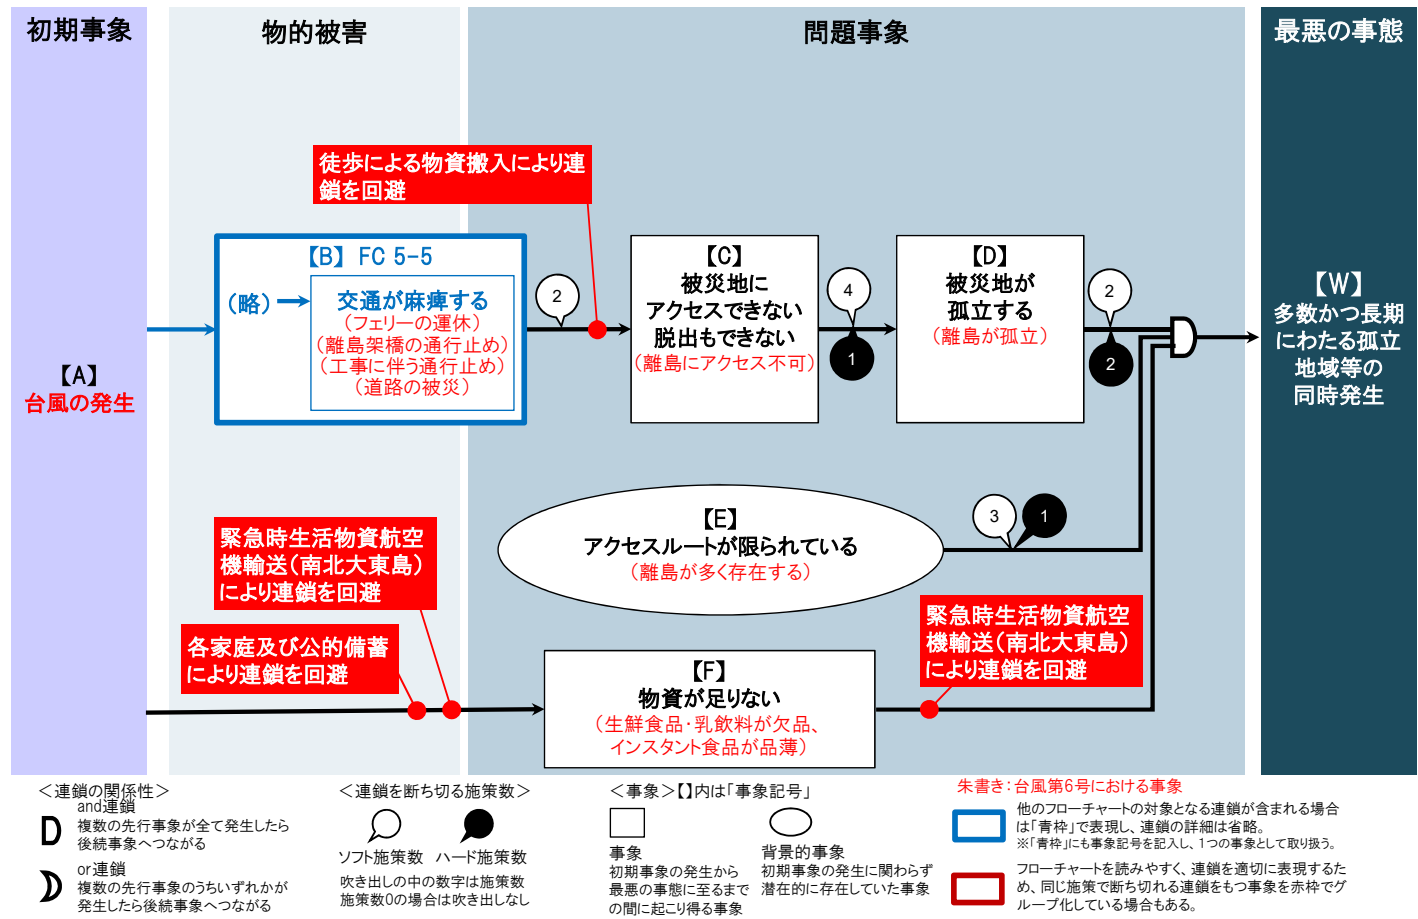 初期事象
物的被害
問題事象
最悪の事態
徒歩による物資搬入により連
鎖を回避
【B】 FC 5-5
(略)
交通が麻痺する
(フェリーの運休)
(離島架橋の通行止め)
(工事に伴う通行止め)
(道路の被災)
2
【C】
被災地に
アクセスできない
脱出もできない
(離島にアクセス不可)
4
1
【D】
被災地が
孤立する
(離島が孤立)
2
2
【W】
多数かつ長期
にわたる孤立
地域等の
同時発生
【A】
台風の発生
【E】
アクセスルートが限られている
(離島が多く存在する)
3
1
緊急時生活物資航空
機輸送(南北大東島)
により連鎖を回避
各家庭及び公的備蓄
により連鎖を回避
【F】
物資が足りない
(生鮮食品・乳飲料が欠品、
インスタント食品が品薄)
緊急時生活物資航空
機輸送(南北大東島)
により連鎖を回避
＜連鎖の関係性＞
and連鎖
複数の先行事象が全て発生したら
後続事象へつながる
or連鎖
複数の先行事象のうちいずれかが
発生したら後続事象へつながる
＜連鎖を断ち切る施策数＞
ソフト施策数 ハード施策数
吹き出しの中の数字は施策数
施策数0の場合は吹き出しなし
＜事象＞【】内は「事象記号」
事象
初期事象の発生から
最悪の事態に至るまで
の間に起こり得る事象
背景的事象
初期事象の発生に関わらず
潜在的に存在していた事象
朱書き：台風第6号における事象
他のフローチャートの対象となる連鎖が含まれる場合
は「青枠」で表現し、連鎖の詳細は省略。
※「青枠」にも事象記号を記入し、1つの事象として取り扱う。
フローチャートを読みやすく、連鎖を適切に表現するた
め、同じ施策で断ち切れる連鎖をもつ事象を赤枠でグ
ループ化している場合もある。